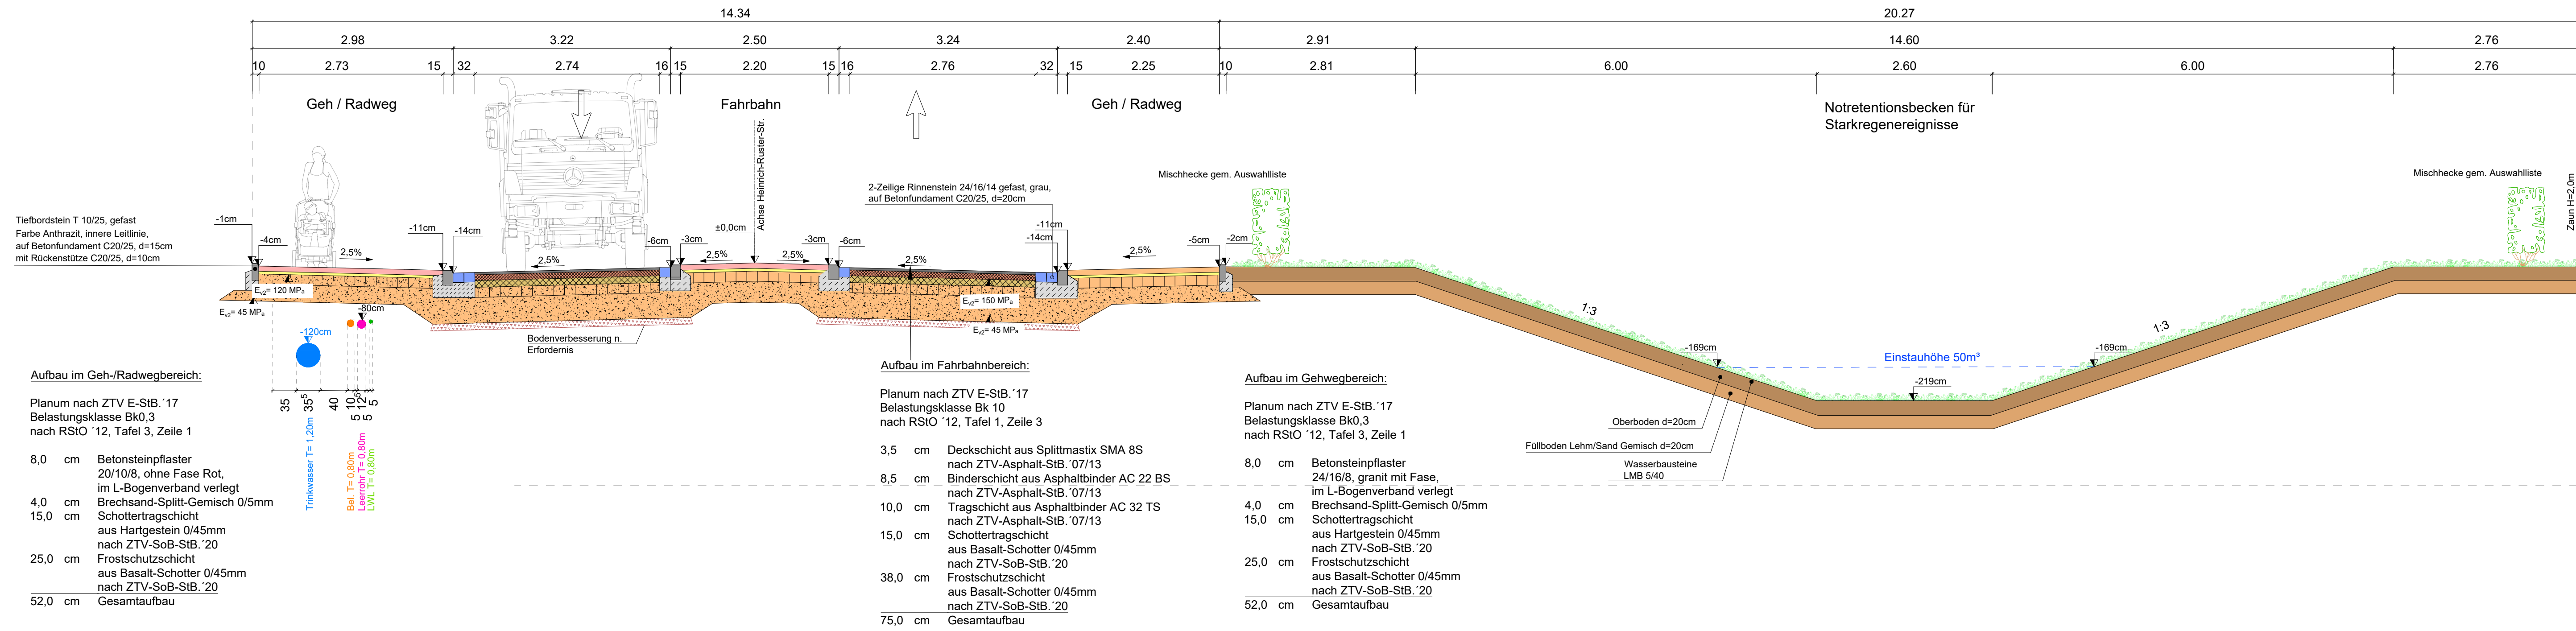 14.34
20.27
2.98
3.22
2.50
3.24
2.40
2.91
14.60
2.76
10
2.73
15
32
2.74
16
15
2.20
15
16
2.76
32
15
2.25
10
2.81
6.00
2.60
6.00
2.76
Geh / Radweg
Fahrbahn
Geh / Radweg
Notretentionsbecken für
Starkregenereignisse
Achse Heinrich-Ruster-Str.
Mischhecke gem. Auswahlliste
Mischhecke gem. Auswahlliste
Zaun H=2,0m
2-Zeilige Rinnenstein 24/16/14 gefast, grau,
auf Betonfundament C20/25, d=20cm
Tiefbordstein T 10/25, gefast
Farbe Anthrazit, innere Leitlinie,
auf Betonfundament C20/25, d=15cm
mit Rückenstütze C20/25, d=10cm
-1cm
-4cm
2,5%
-11cm
-14cm
2,5%
-6cm
-3cm
2,5%
±0,0cm
2,5%
-3cm
-6cm
2,5%
-14cm
-11cm
2,5%
-5cm
-2cm
Ev2= 120 MPa
Ev2= 45 MPa
Ev2= 150 MPa
Ev2= 45 MPa
-80cm
-120cm
Bodenverbesserung n.
Erfordernis
1:3
1:3
-169cm
Einstauhöhe 50m³
-169cm
-219cm
Oberboden d=20cm
Füllboden Lehm/Sand Gemisch d=20cm
Wasserbausteine
LMB 5/40
35
35⁵
40
10
5
12⁵
5
5
Trinkwasser T= 1,20m
Bel. T= 0,80m
Leerrohr T= 0,80m
LWL T= 0,80m
Aufbau im Geh-/Radwegbereich:
Planum nach ZTV E-StB.´17
Belastungsklasse Bk0,3
nach RStO ´12, Tafel 3, Zeile 1
8,0 cm Betonsteinpflaster
20/10/8, ohne Fase Rot,
im L-Bogenverband verlegt
4,0 cm Brechsand-Splitt-Gemisch 0/5mm
15,0 cm Schottertragschicht
aus Hartgestein 0/45mm
nach ZTV-SoB-StB.´20
25,0 cm Frostschutzschicht
aus Basalt-Schotter 0/45mm
nach ZTV-SoB-StB.´20
52,0 cm Gesamtaufbau
Aufbau im Fahrbahnbereich:
Planum nach ZTV E-StB.´17
Belastungsklasse Bk 10
nach RStO ´12, Tafel 1, Zeile 3
3,5 cm Deckschicht aus Splittmastix SMA 8S
nach ZTV-Asphalt-StB.´07/13
8,5 cm Binderschicht aus Asphaltbinder AC 22 BS
nach ZTV-Asphalt-StB.´07/13
10,0 cm Tragschicht aus Asphaltbinder AC 32 TS
nach ZTV-Asphalt-StB.´07/13
15,0 cm Schottertragschicht
aus Basalt-Schotter 0/45mm
nach ZTV-SoB-StB.´20
38,0 cm Frostschutzschicht
aus Basalt-Schotter 0/45mm
nach ZTV-SoB-StB.´20
75,0 cm Gesamtaufbau
Aufbau im Gehwegbereich:
Planum nach ZTV E-StB.´17
Belastungsklasse Bk0,3
nach RStO ´12, Tafel 3, Zeile 1
8,0 cm Betonsteinpflaster
24/16/8, granit mit Fase,
im L-Bogenverband verlegt
4,0 cm Brechsand-Splitt-Gemisch 0/5mm
15,0 cm Schottertragschicht
aus Hartgestein 0/45mm
nach ZTV-SoB-StB.´20
25,0 cm Frostschutzschicht
aus Basalt-Schotter 0/45mm
nach ZTV-SoB-StB.´20
52,0 cm Gesamtaufbau